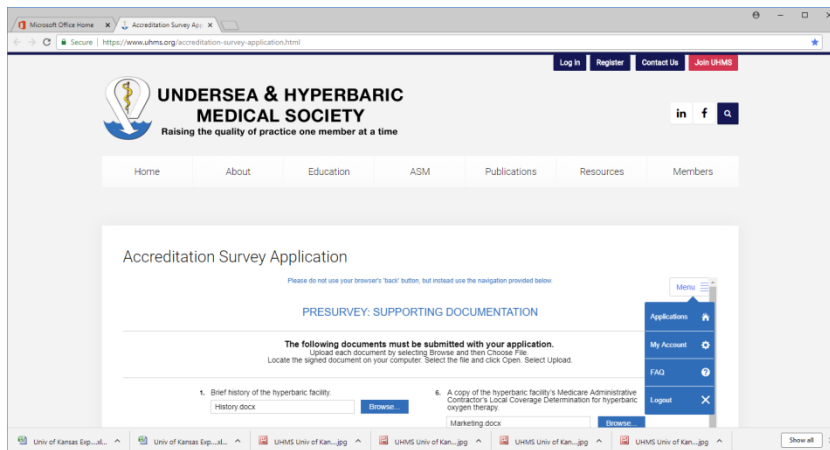 Microsoft Office Home
Accreditation Survey Ap
Secure https://www.uhms.org/accreditation-survey-application.html
Log In Register Contact Us Join UHMS
UNDERSEA & HYPERBARIC
MEDICAL SOCIETY
Raising the quality of practice one member at a time
in f
Home About Education ASM Publications Resources Members
Accreditation Survey Application
Please do not use your browser's 'back' button, but instead use the navigation provided below.
Menu
PRESURVEY: SUPPORTING DOCUMENTATION
Applications
My Account
FAQ
Logout
The following documents must be submitted with your application.
Upload each document by selecting Browse and then Choose File.
Locate the signed document on your computer. Select the file and click Open. Select Upload.
1. Brief history of the hyperbaric facility.
History.docx Browse...
6. A copy of the hyperbaric facility's Medicare Administrative
Contractor's Local Coverage Determination for hyperbaric
oxygen therapy.
Marketing.docx Browse...
Univ of Kansas Exp....xl... Univ of Kansas Exp....xl... UHMS Univ of Kan....jpg UHMS Univ of Kan....jpg UHMS Univ of Kan....jpg UHMS Univ of Kan....jpg Show all